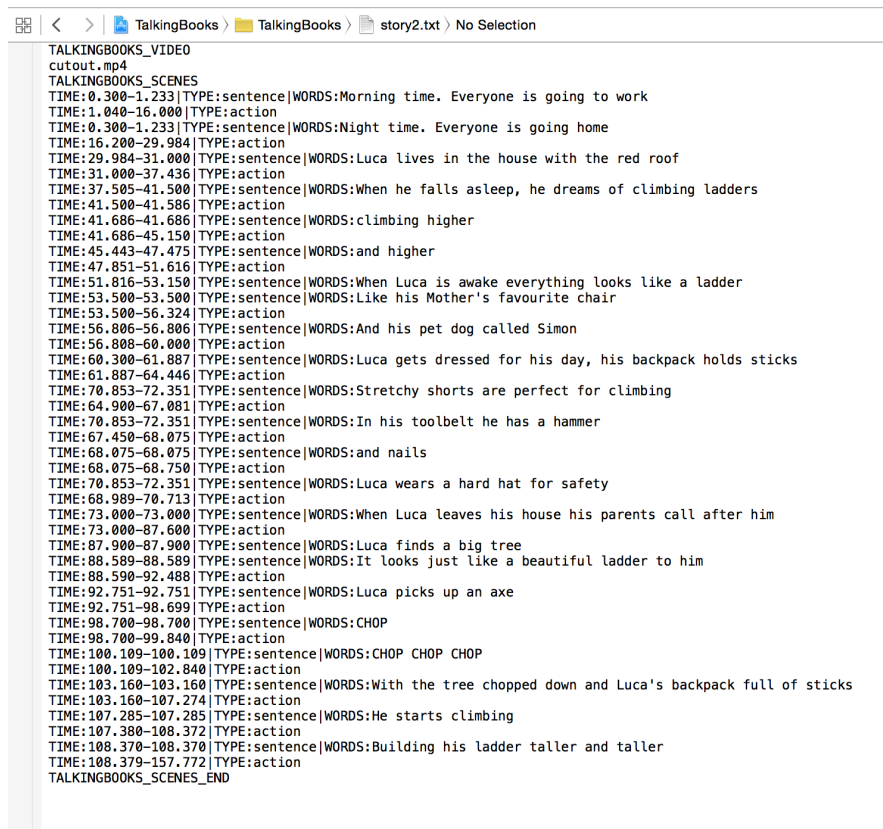 TalkingBooks TalkingBooks story2.txt No Selection
TALKINGBOOKS_VIDEO
cutout.mp4
TALKINGBOOKS_SCENES
TIME:0.300-1.233|TYPE:sentence|WORDS:Morning time. Everyone is going to work
TIME:1.040-16.000|TYPE:action
TIME:0.300-1.233|TYPE:sentence|WORDS:Night time. Everyone is going home
TIME:16.200-29.984|TYPE:action
TIME:29.984-31.000|TYPE:sentence|WORDS:Luca lives in the house with the red roof
TIME:31.000-37.436|TYPE:action
TIME:37.505-41.500|TYPE:sentence|WORDS:When he falls asleep, he dreams of climbing ladders
TIME:41.500-41.586|TYPE:action
TIME:41.686-41.686|TYPE:sentence|WORDS:climbing higher
TIME:41.686-45.150|TYPE:action
TIME:45.443-47.475|TYPE:sentence|WORDS:and higher
TIME:47.851-51.616|TYPE:action
TIME:51.816-53.150|TYPE:sentence|WORDS:When Luca is awake everything looks like a ladder
TIME:53.500-53.500|TYPE:sentence|WORDS:Like his Mother's favourite chair
TIME:53.500-56.324|TYPE:action
TIME:56.806-56.806|TYPE:sentence|WORDS:And his pet dog called Simon
TIME:56.808-60.000|TYPE:action
TIME:60.300-61.887|TYPE:sentence|WORDS:Luca gets dressed for his day, his backpack holds sticks
TIME:61.887-64.446|TYPE:action
TIME:70.853-72.351|TYPE:sentence|WORDS:Stretchy shorts are perfect for climbing
TIME:64.900-67.081|TYPE:action
TIME:70.853-72.351|TYPE:sentence|WORDS:In his toolbelt he has a hammer
TIME:67.450-68.075|TYPE:action
TIME:68.075-68.075|TYPE:sentence|WORDS:and nails
TIME:68.075-68.750|TYPE:action
TIME:70.853-72.351|TYPE:sentence|WORDS:Luca wears a hard hat for safety
TIME:68.989-70.713|TYPE:action
TIME:73.000-73.000|TYPE:sentence|WORDS:When Luca leaves his house his parents call after him
TIME:73.000-87.600|TYPE:action
TIME:87.900-87.900|TYPE:sentence|WORDS:Luca finds a big tree
TIME:88.589-88.589|TYPE:sentence|WORDS:It looks just like a beautiful ladder to him
TIME:88.590-92.488|TYPE:action
TIME:92.751-92.751|TYPE:sentence|WORDS:Luca picks up an axe
TIME:92.751-98.699|TYPE:action
TIME:98.700-98.700|TYPE:sentence|WORDS:CHOP
TIME:98.700-99.840|TYPE:action
TIME:100.109-100.109|TYPE:sentence|WORDS:CHOP CHOP CHOP
TIME:100.109-102.840|TYPE:action
TIME:103.160-103.160|TYPE:sentence|WORDS:With the tree chopped down and Luca's backpack full of sticks
TIME:103.160-107.274|TYPE:action
TIME:107.285-107.285|TYPE:sentence|WORDS:He starts climbing
TIME:107.380-108.372|TYPE:action
TIME:108.370-108.370|TYPE:sentence|WORDS:Building his ladder taller and taller
TIME:108.379-157.772|TYPE:action
TALKINGBOOKS_SCENES_END